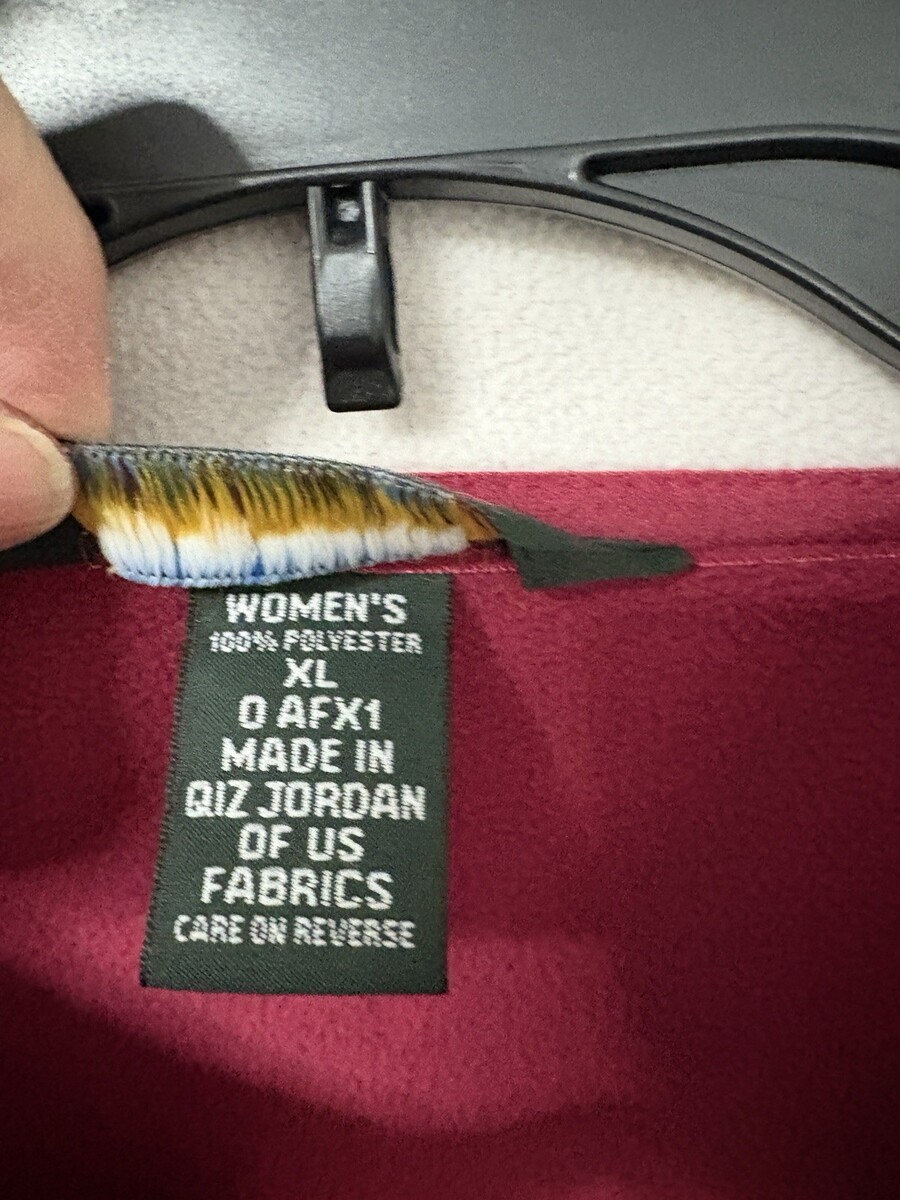 WOMEN'S
100% POLYESTER
XL
0 AFX1
MADE IN
QIZ JORDAN
OF US
FABRICS
CARE ON REVERSE